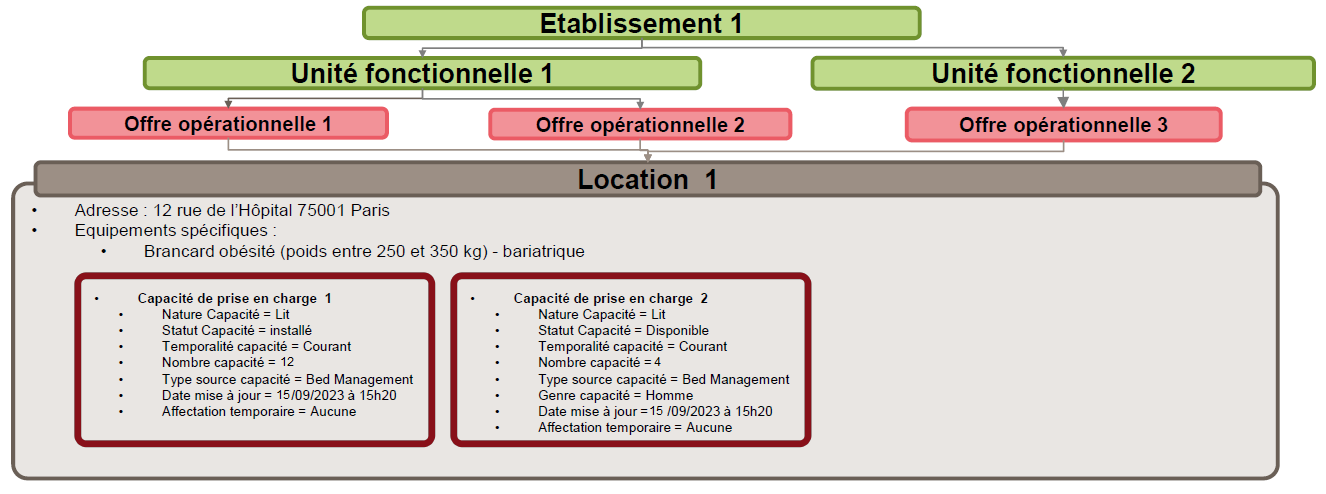 Etablissement 1
Unité fonctionnelle 1
Unité fonctionnelle 2
Offre opérationnelle 1
Offre opérationnelle 2
Offre opérationnelle 3
Location 1
• Adresse : 12 rue de l'Hôpital 75001 Paris
• Equipements spécifiques :
• Brancard obésité (poids entre 250 et 350 kg) - bariatrique
• Capacité de prise en charge 1
• Nature Capacité = Lit
• Statut Capacité = installé
• Temporalité capacité = Courant
• Nombre capacité = 12
• Type source capacité = Bed Management
• Date mise à jour = 15/09/2023 à 15h20
• Affectation temporaire = Aucune
• Capacité de prise en charge 2
• Nature Capacité = Lit
• Statut Capacité = Disponible
• Temporalité capacité = Courant
• Nombre capacité = 4
• Type source capacité = Bed Management
• Genre capacité = Homme
• Date mise à jour = 15 /09/2023 à 15h20
• Affectation temporaire = Aucune